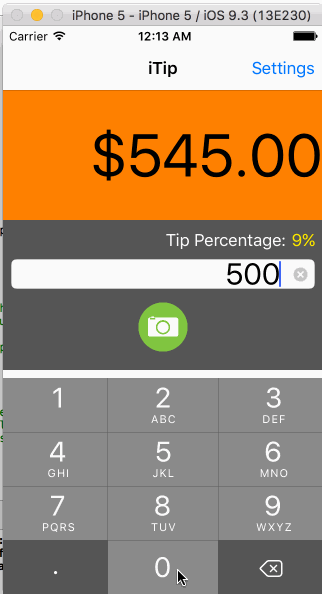 iPhone 5 - iPhone 5 / iOS 9.3 (13E230)
Carrier 12:13 AM
iTip Settings
$545.00
Tip Percentage: 9%
500
1 2 3
ABC DEF
4 5 6
GHI JKL MNO
7 8 9
PQRS TUV WXYZ
. 0